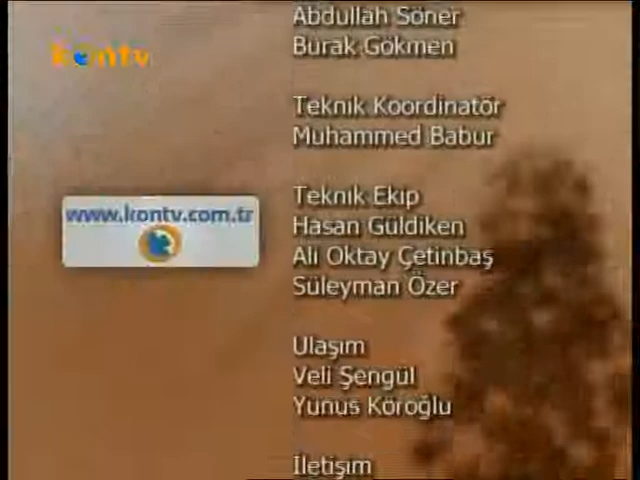 Abdullah Söner
kontv
Burak Gökmen
Teknik Koordinatör
Muhammed Babur
Teknik Ekip
www.kontv.com.tr
Hasan Güldiken
Ali Oktay Çetinbaş
Süleyman Özer
Ulaşım
Veli Şengül
Yunus Köroğlu
İletişim